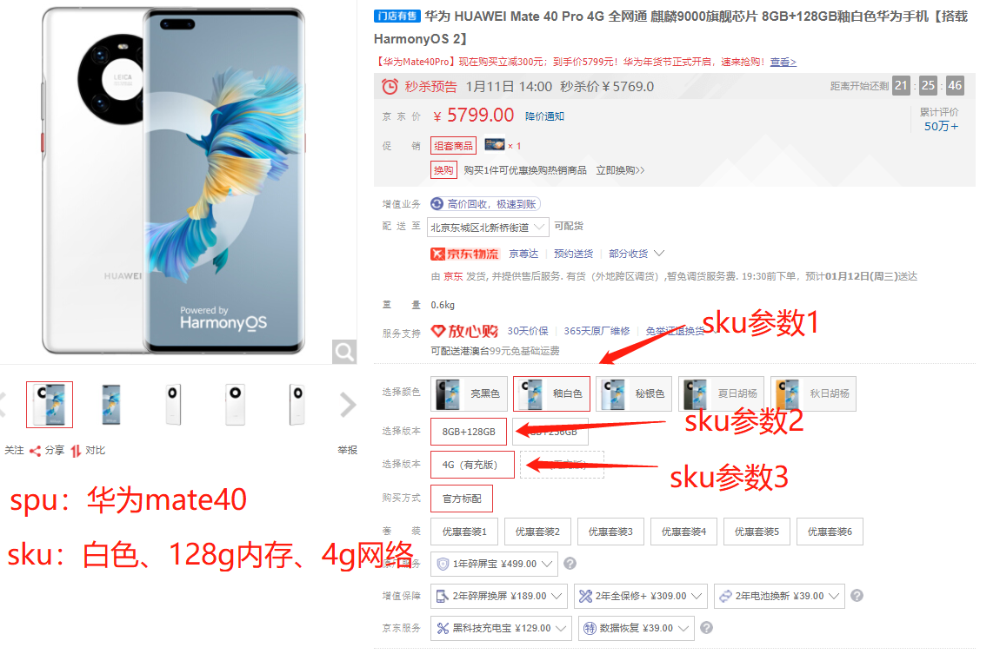 门店有售 华为 HUAWEI Mate 40 Pro 4G 全网通 麒麟9000旗舰芯片 8GB+128GB釉白色华为手机【搭载
HarmonyOS 2】
【华为Mate40Pro】现在购买立减300元；到手价5799元！华为年货节正式开启，速来抢购！查看>
秒杀预告 1月11日 14:00 秒杀价￥5769.0 距离开始还剩 21 : 25 : 46
京东价 ￥ 5799.00 降价通知
累计评价
50万+
促销 组套商品 × 1
换购 购买1件可优惠换购热销商品 立即换购>>
增值业务 高价回收，极速到账
配送至 北京东城区北新桥街道 可配货
京东物流 京尊达 预约送货 部分收货
由 京东 发货, 并提供售后服务. 有货（外地跨区调货）,暂免调货服务费. 19:30前下单，预计01月12日(周三)送达
重量 0.6kg
服务支持 放心购 30天价保 365天原厂维修 免举证退换货
可配送港澳台99元免基础运费
sku参数1
选择颜色 亮黑色 釉白色 秘银色 夏日胡杨 秋日胡杨
选择版本 8GB+128GB
sku参数2
选择版本 4G（有充版）
sku参数3
购买方式 官方标配
套装 优惠套装1 优惠套装2 优惠套装3 优惠套装4 优惠套装5 优惠套装6
1年碎屏宝 ¥499.00
增值保障 2年碎屏换屏 ¥189.00 2年全保修+ ¥309.00 2年电池换新 ¥39.00
京东服务 黑科技充电宝 ¥129.00 数据恢复 ¥39.00
LEICA
HUAWEI
Powered by
HarmonyOS
关注 分享 对比 举报
spu：华为mate40
sku：白色、128g内存、4g网络